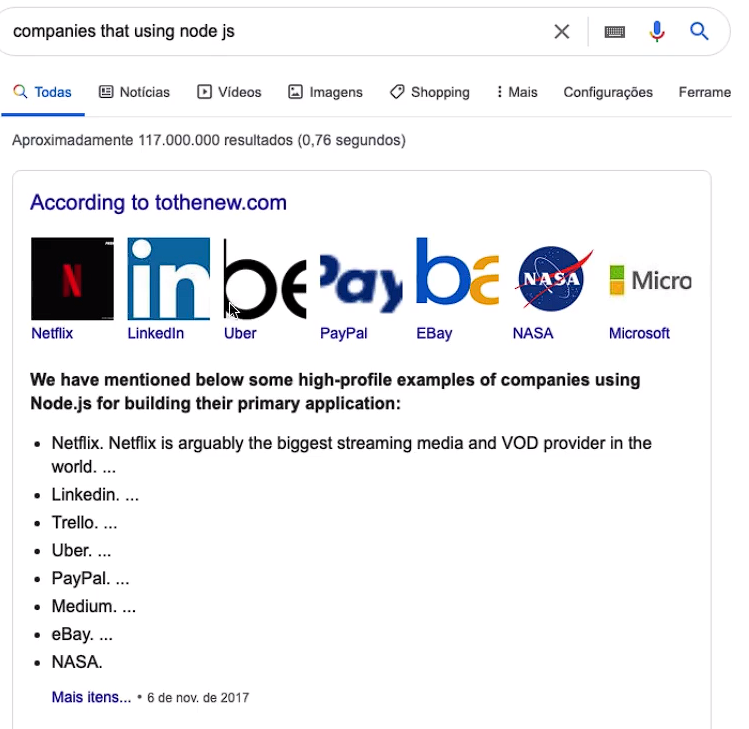 companies that using node js
Todas Notícias Vídeos Imagens Shopping Mais Configurações Ferrame
Aproximadamente 117.000.000 resultados (0,76 segundos)
According to tothenew.com
N in be Pay ba NASA Micro
Netflix LinkedIn Uber PayPal EBay NASA Microsoft
We have mentioned below some high-profile examples of companies using
Node.js for building their primary application:
• Netflix. Netflix is arguably the biggest streaming media and VOD provider in the
world. ...
• Linkedin. ...
• Trello. ...
• Uber. ...
• PayPal. ...
• Medium. ...
• eBay. ...
• NASA.
Mais itens... • 6 de nov. de 2017